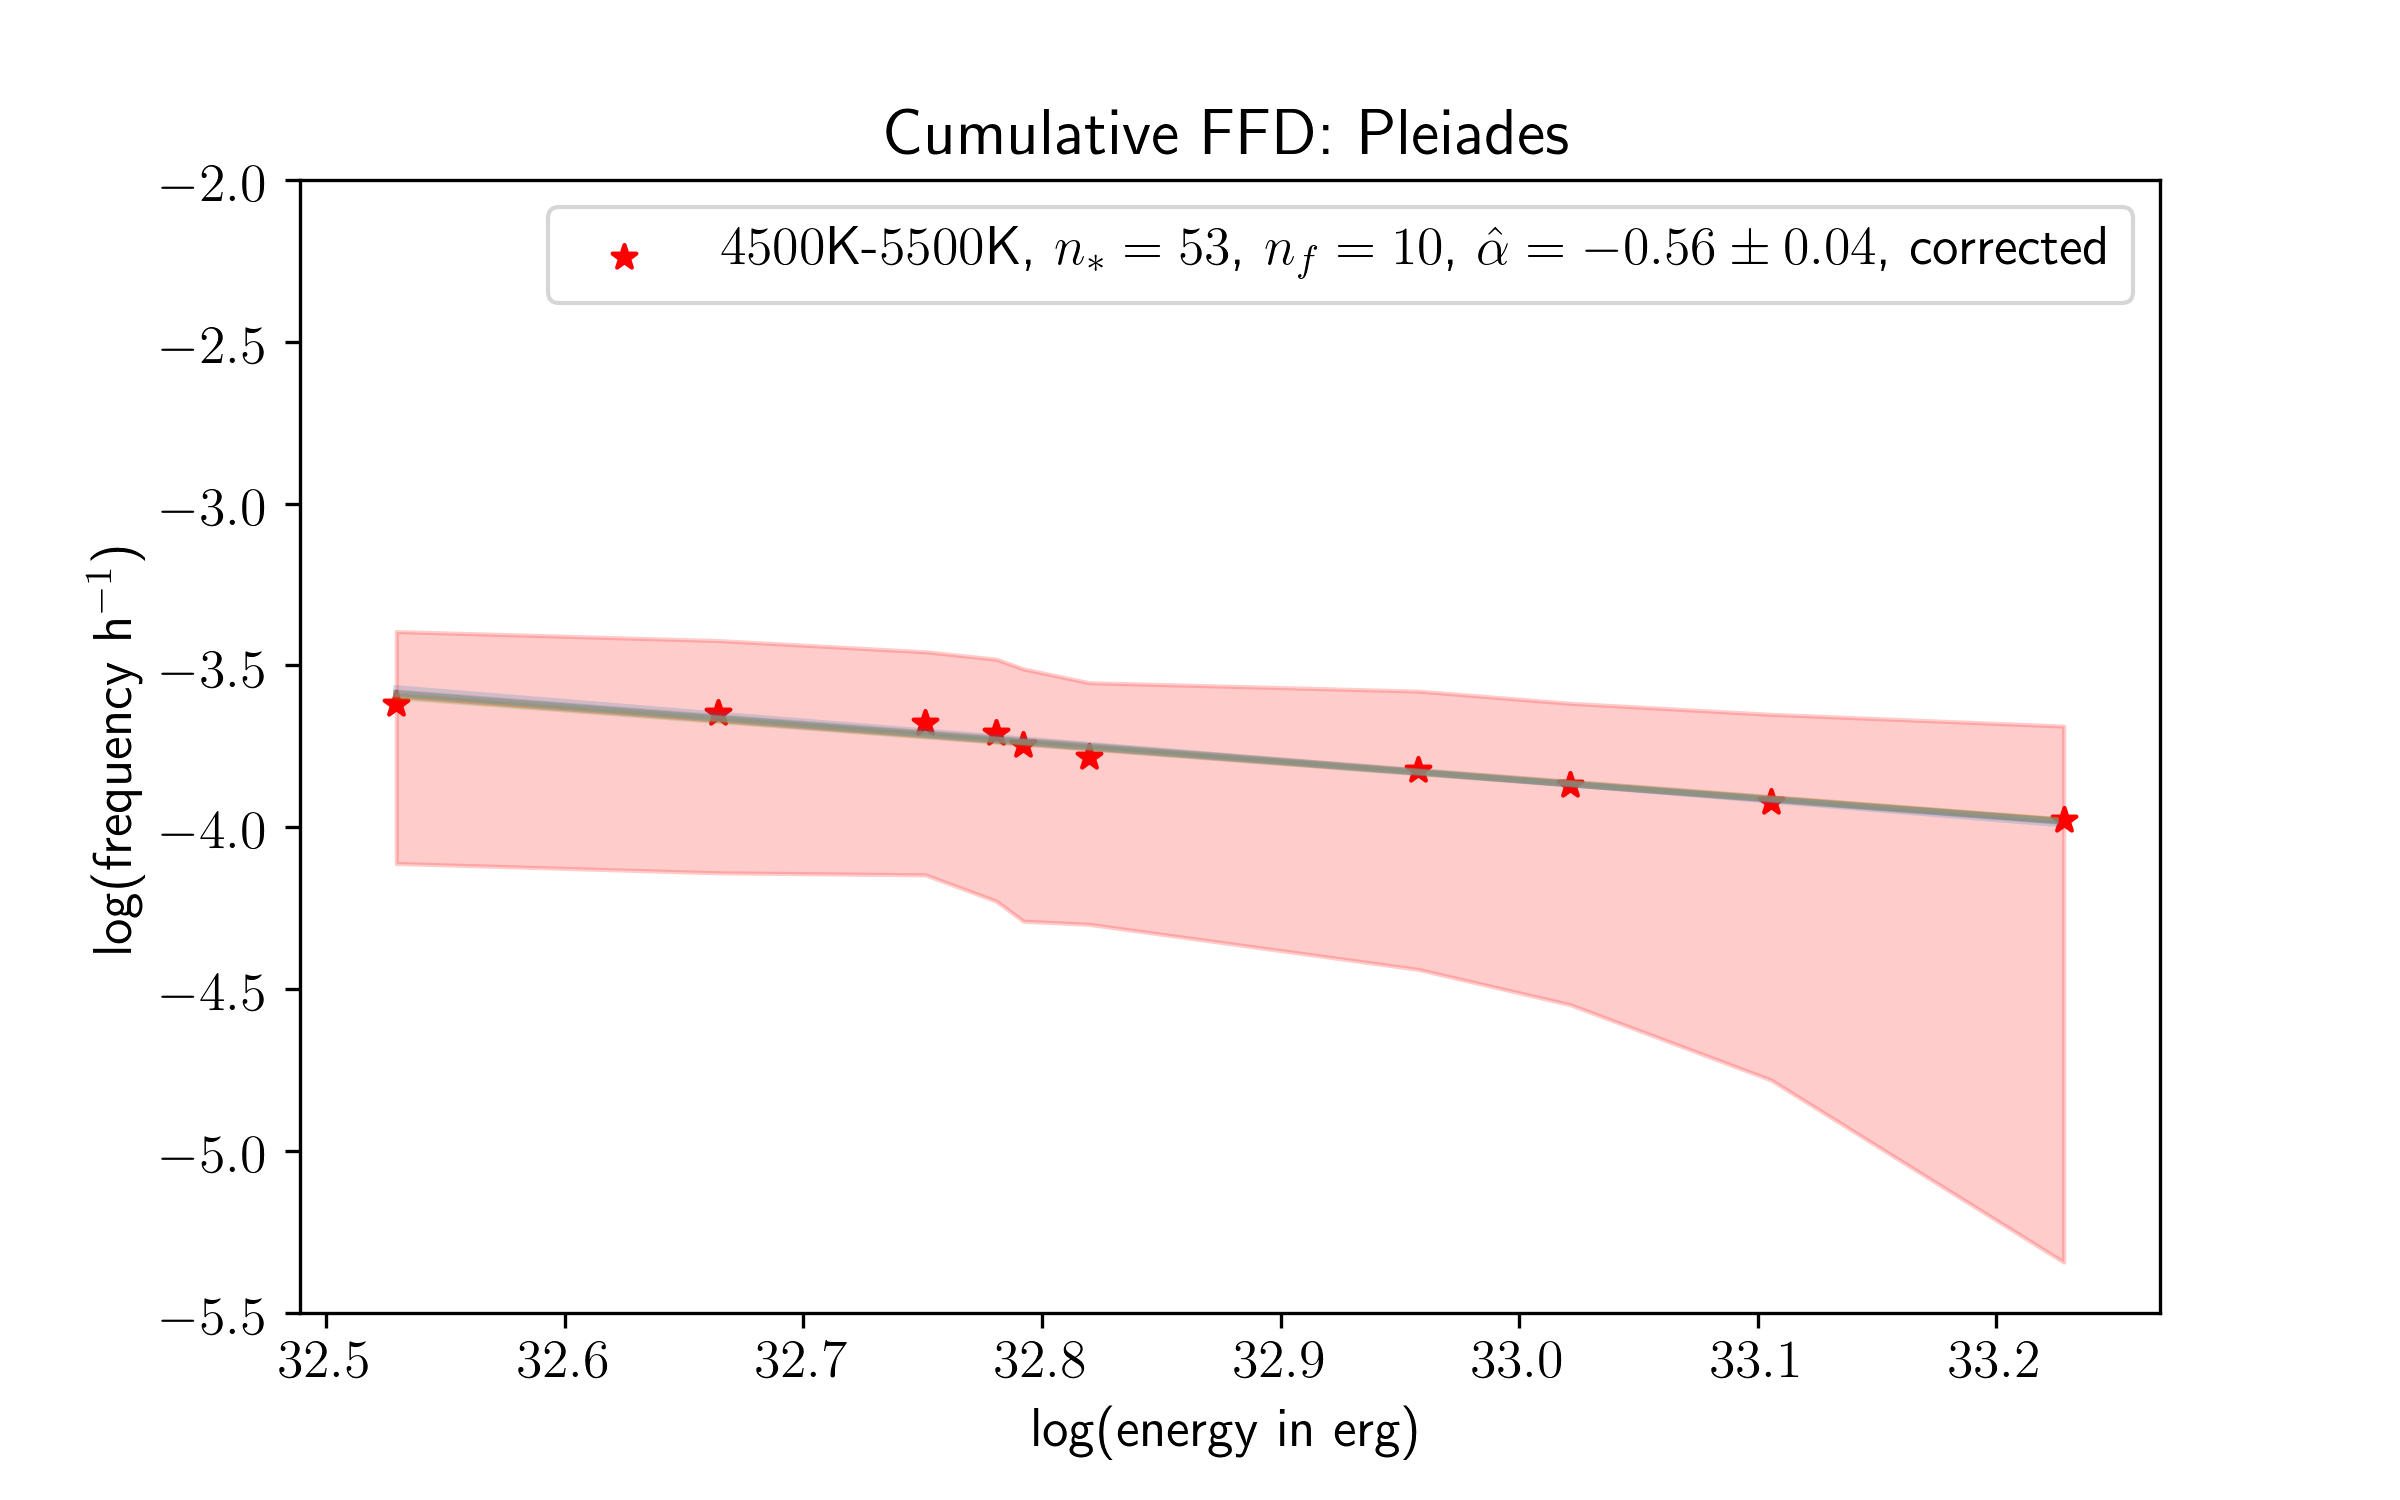 Cumulative FFD: Pleiades
4500K-5500K, $n_* = 53$, $n_f = 10$, $\hat{\alpha} = -0.56 \pm 0.04$, corrected
log(frequency h$^{-1}$)
−2.0
−2.5
−3.0
−3.5
−4.0
−4.5
−5.0
−5.5
32.5 32.6 32.7 32.8 32.9 33.0 33.1 33.2
log(energy in erg)